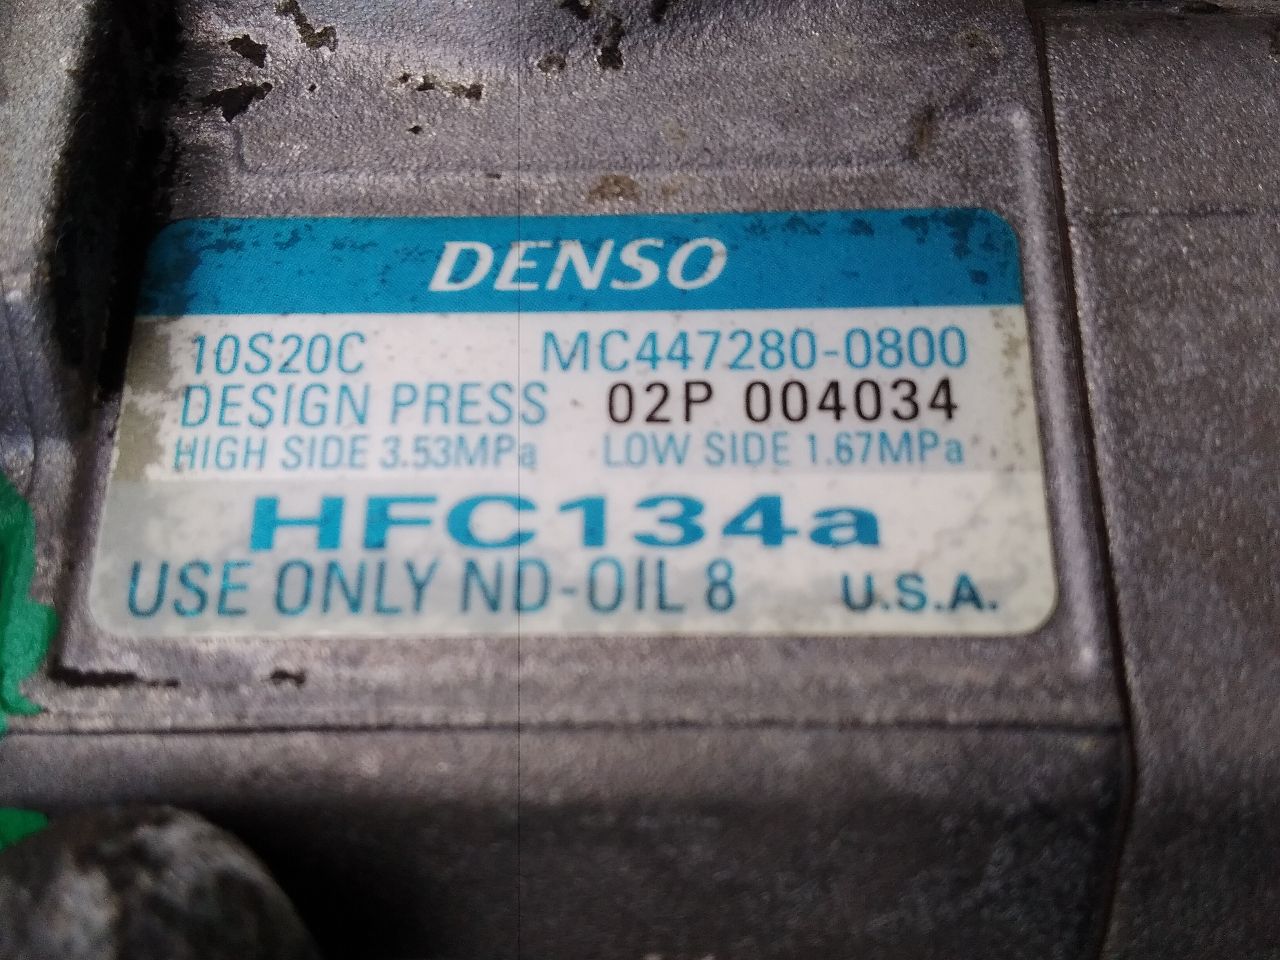 DENSO
10S20C MC447280-0800
DESIGN PRESS 02P 004034
HIGH SIDE 3.53MPa LOW SIDE 1.67MPa
HFC134a
USE ONLY ND-OIL 8 U.S.A.